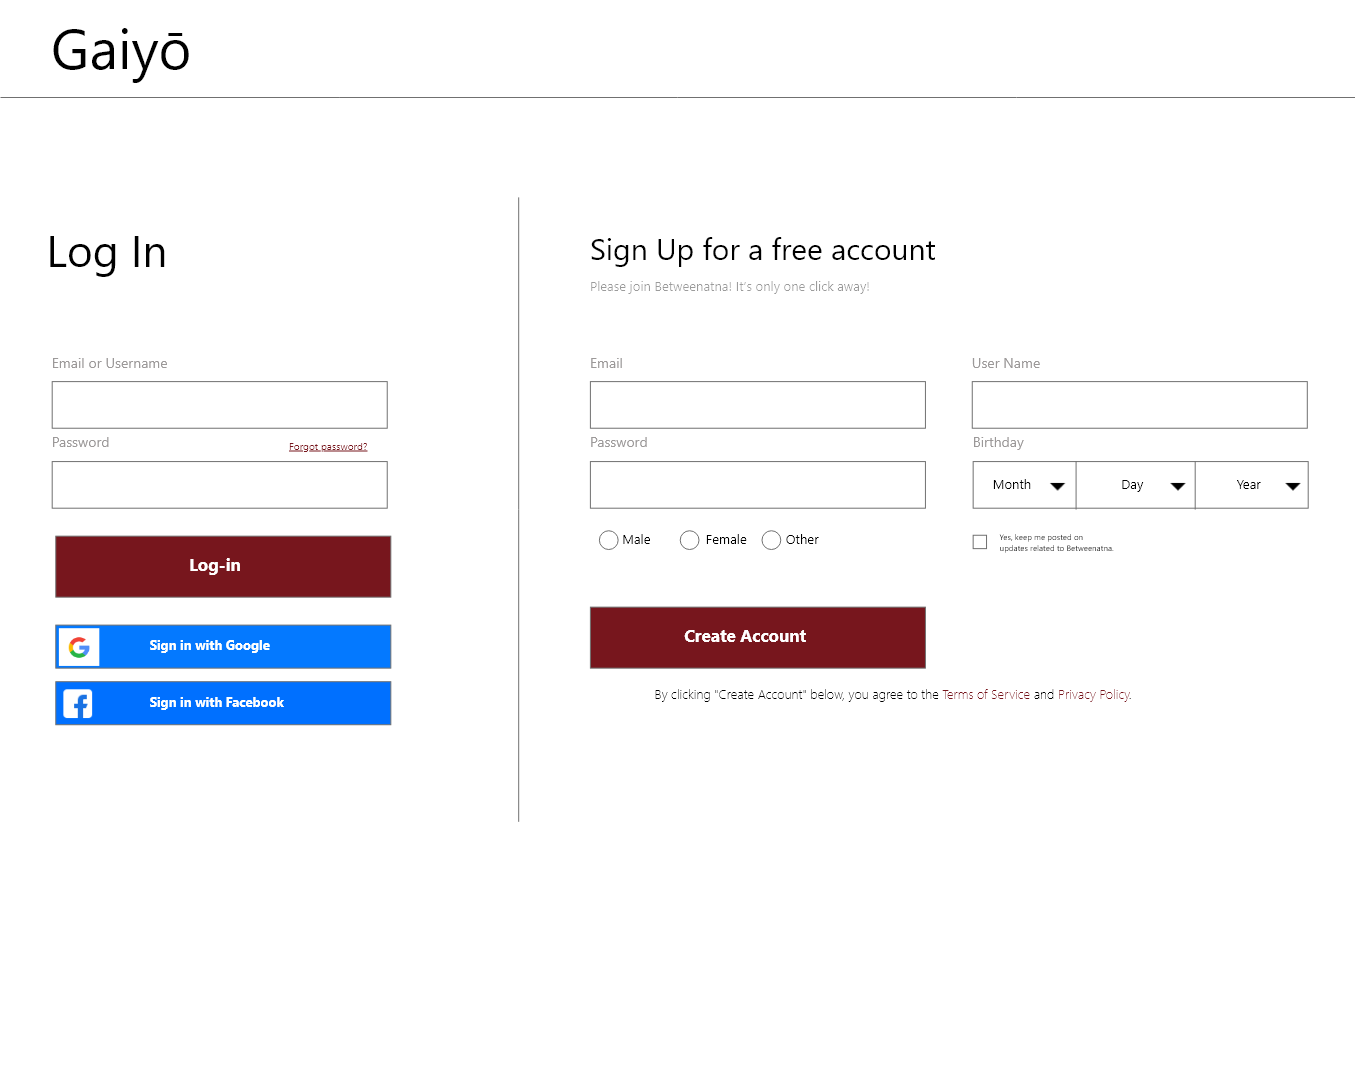 Gaiyō
Log In
Email or Username
Password
Forgot password?
Log-in
Sign in with Google
Sign in with Facebook
Sign Up for a free account
Please join Betweenatna! It's only one click away!
Email
User Name
Password
Birthday
Month Day Year
Male Female Other
Yes, keep me posted on
updates related to Betweenatna.
Create Account
By clicking "Create Account" below, you agree to the Terms of Service and Privacy Policy.